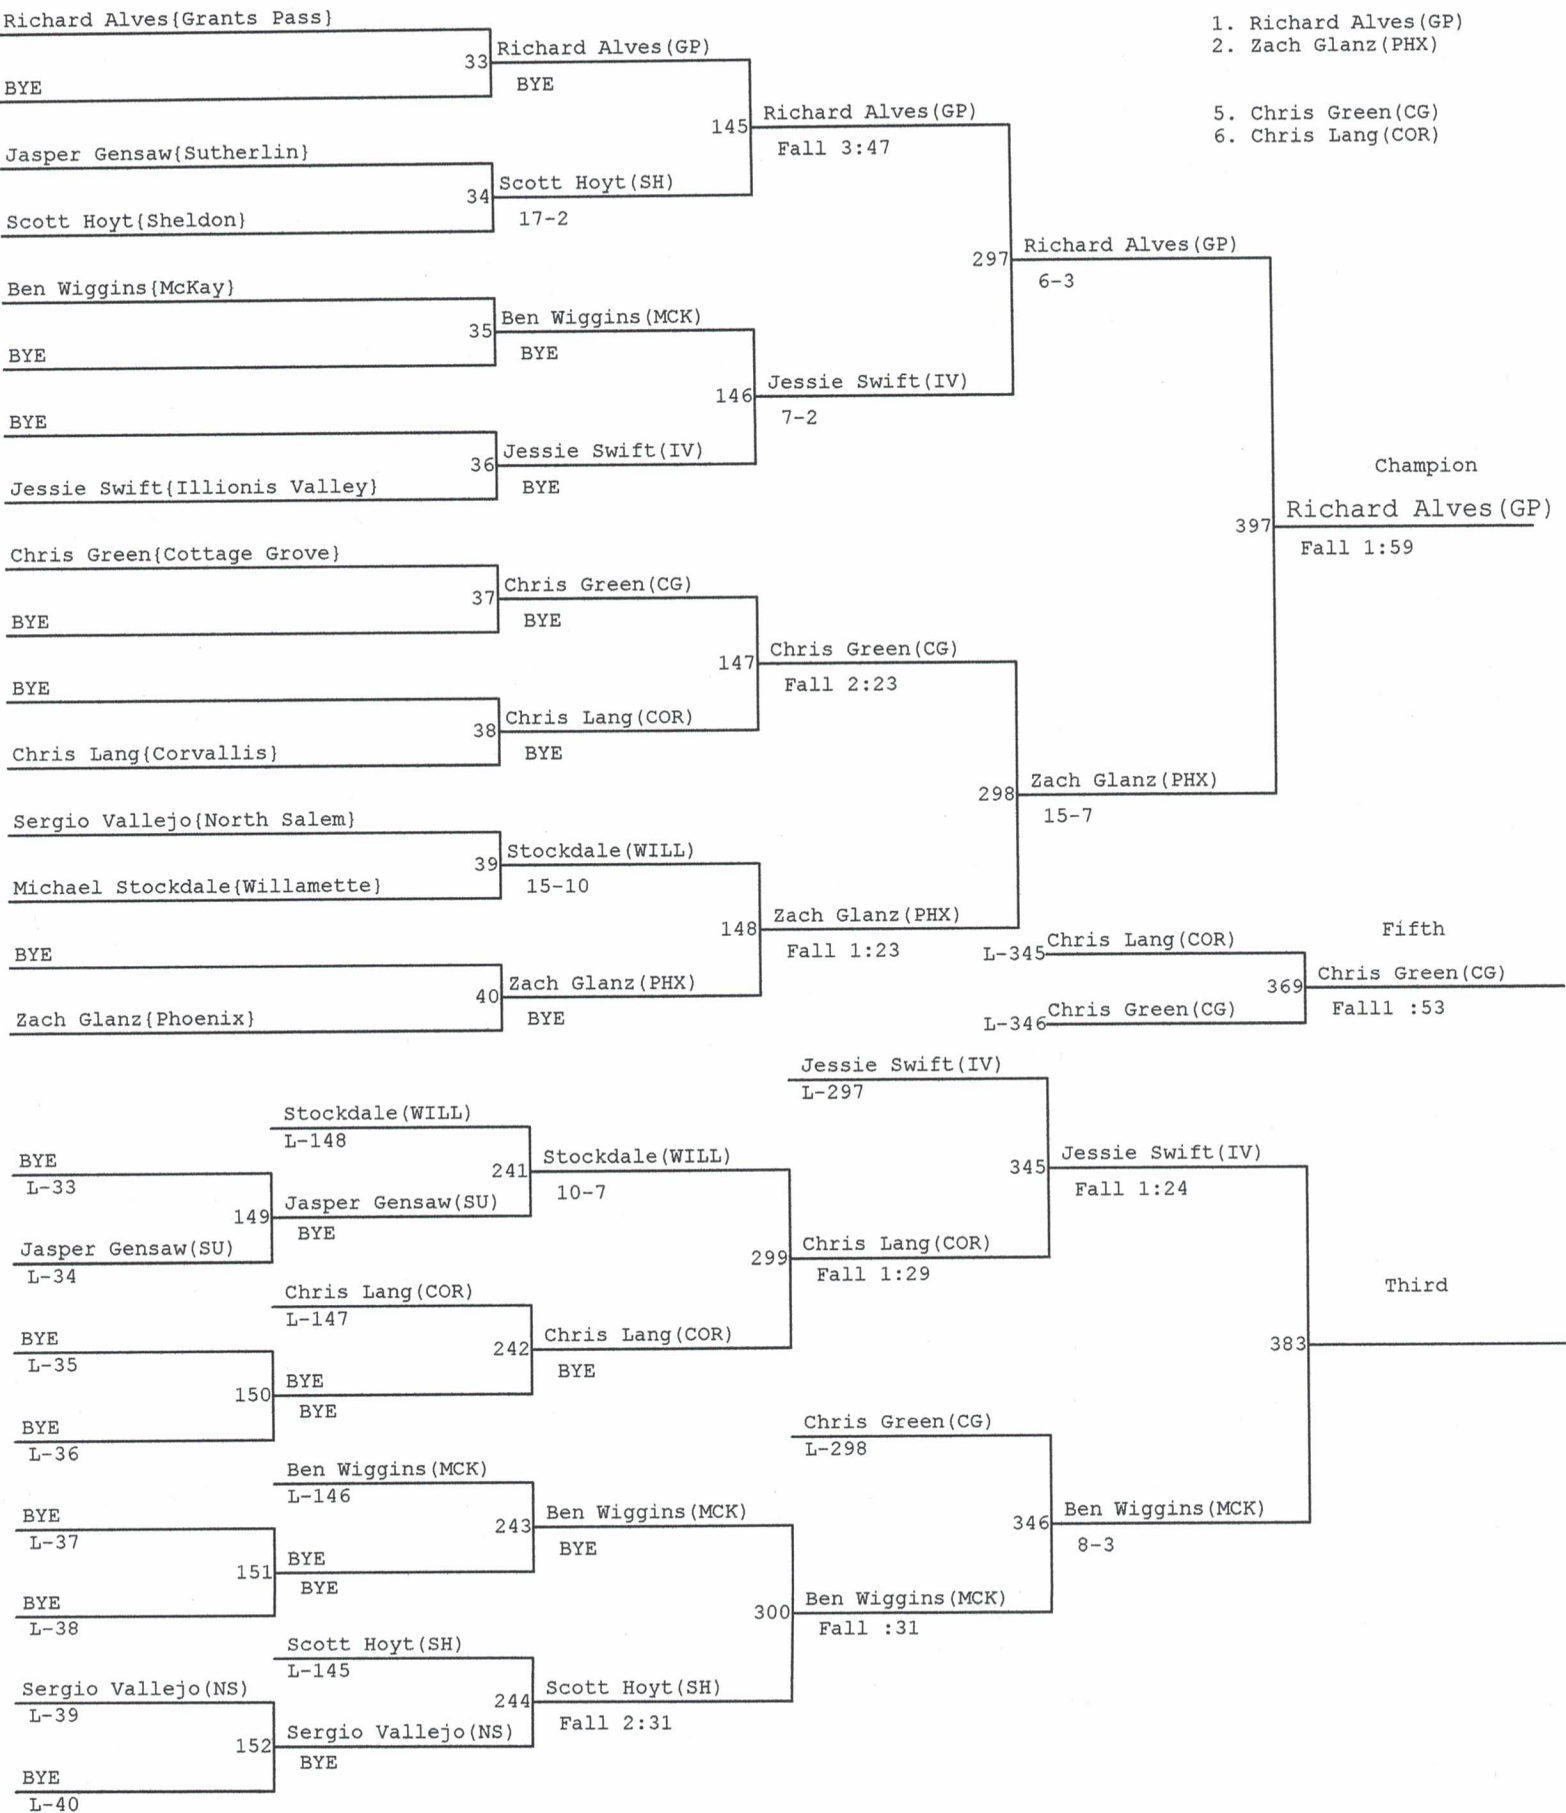 Richard Alves{Grants Pass}
33
Richard Alves(GP)
BYE
BYE
145
Richard Alves(GP)
Fall 3:47
Jasper Gensaw{Sutherlin}
34
Scott Hoyt(SH)
17-2
Scott Hoyt{Sheldon}
297
Richard Alves(GP)
6-3
Ben Wiggins{McKay}
35
Ben Wiggins(MCK)
BYE
BYE
146
Jessie Swift(IV)
7-2
BYE
36
Jessie Swift(IV)
BYE
Jessie Swift{Illionis Valley}
Champion
397
Richard Alves(GP)
Fall 1:59
Chris Green{Cottage Grove}
37
Chris Green(CG)
BYE
BYE
147
Chris Green(CG)
Fall 2:23
BYE
38
Chris Lang(COR)
BYE
Chris Lang{Corvallis}
298
Zach Glanz(PHX)
15-7
Sergio Vallejo{North Salem}
39
Stockdale(WILL)
15-10
Michael Stockdale{Willamette}
148
Zach Glanz(PHX)
Fall 1:23
BYE
40
Zach Glanz(PHX)
BYE
Zach Glanz{Phoenix}
1. Richard Alves(GP)
2. Zach Glanz(PHX)
5. Chris Green(CG)
6. Chris Lang(COR)
Fifth
L-345
Chris Lang(COR)
369
Chris Green(CG)
Fall1 :53
L-346
Chris Green(CG)
Jessie Swift(IV)
L-297
Stockdale(WILL)
L-148
BYE
L-33
149
Jasper Gensaw(SU)
BYE
Jasper Gensaw(SU)
L-34
241
Stockdale(WILL)
10-7
345
Jessie Swift(IV)
Fall 1:24
299
Chris Lang(COR)
Fall 1:29
Chris Lang(COR)
L-147
BYE
L-35
150
BYE
BYE
BYE
L-36
242
Chris Lang(COR)
BYE
Third
383
Chris Green(CG)
L-298
Ben Wiggins(MCK)
L-146
BYE
L-37
151
BYE
BYE
BYE
L-38
243
Ben Wiggins(MCK)
BYE
346
Ben Wiggins(MCK)
8-3
300
Ben Wiggins(MCK)
Fall :31
Scott Hoyt(SH)
L-145
Sergio Vallejo(NS)
L-39
152
Sergio Vallejo(NS)
BYE
BYE
L-40
244
Scott Hoyt(SH)
Fall 2:31